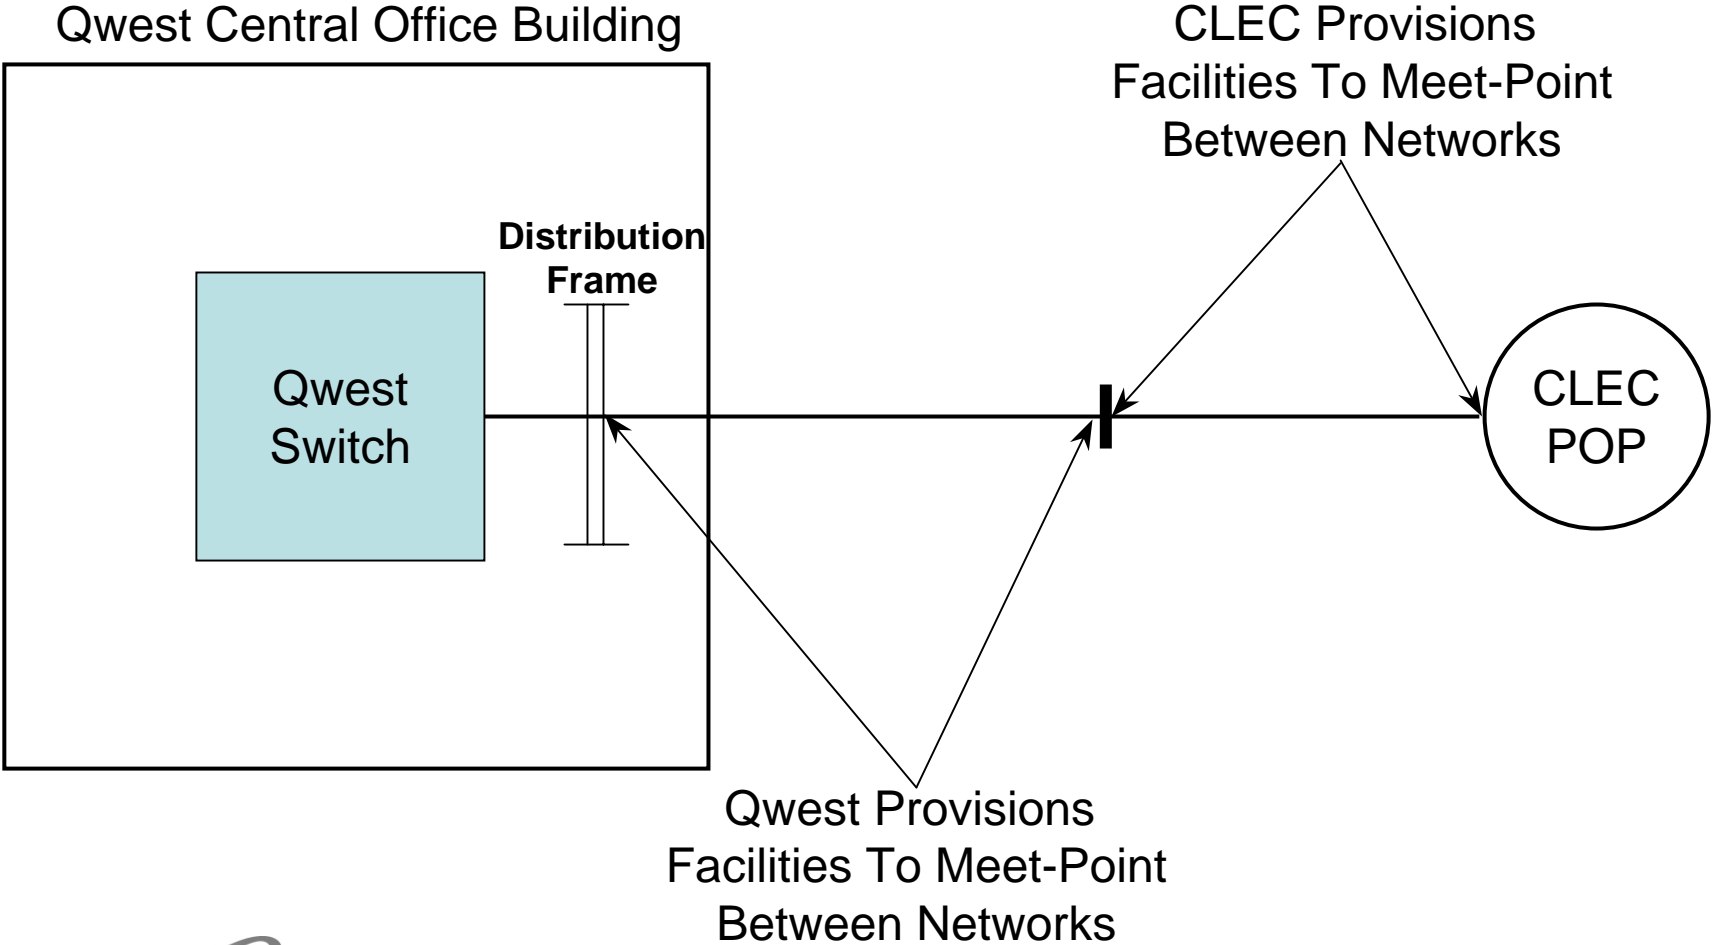 Qwest Central Office Building
CLEC Provisions
Facilities To Meet-Point
Between Networks
Distribution
Frame
Qwest
Switch
CLEC
POP
Qwest Provisions
Facilities To Meet-Point
Between Networks